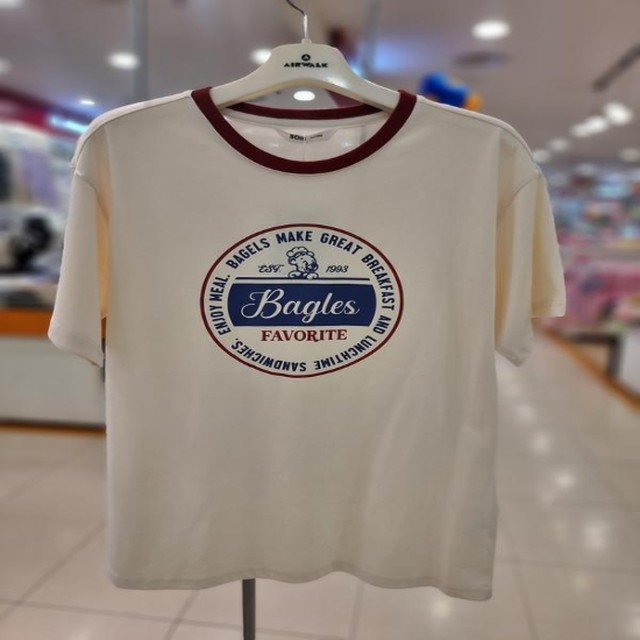 AIRWALK
BAGELS MAKE GREAT BREAKFAST AND LUNCHTIME SANDWICHES. ENJOY MEAL.
EST. 1993
Bagles
FAVORITE